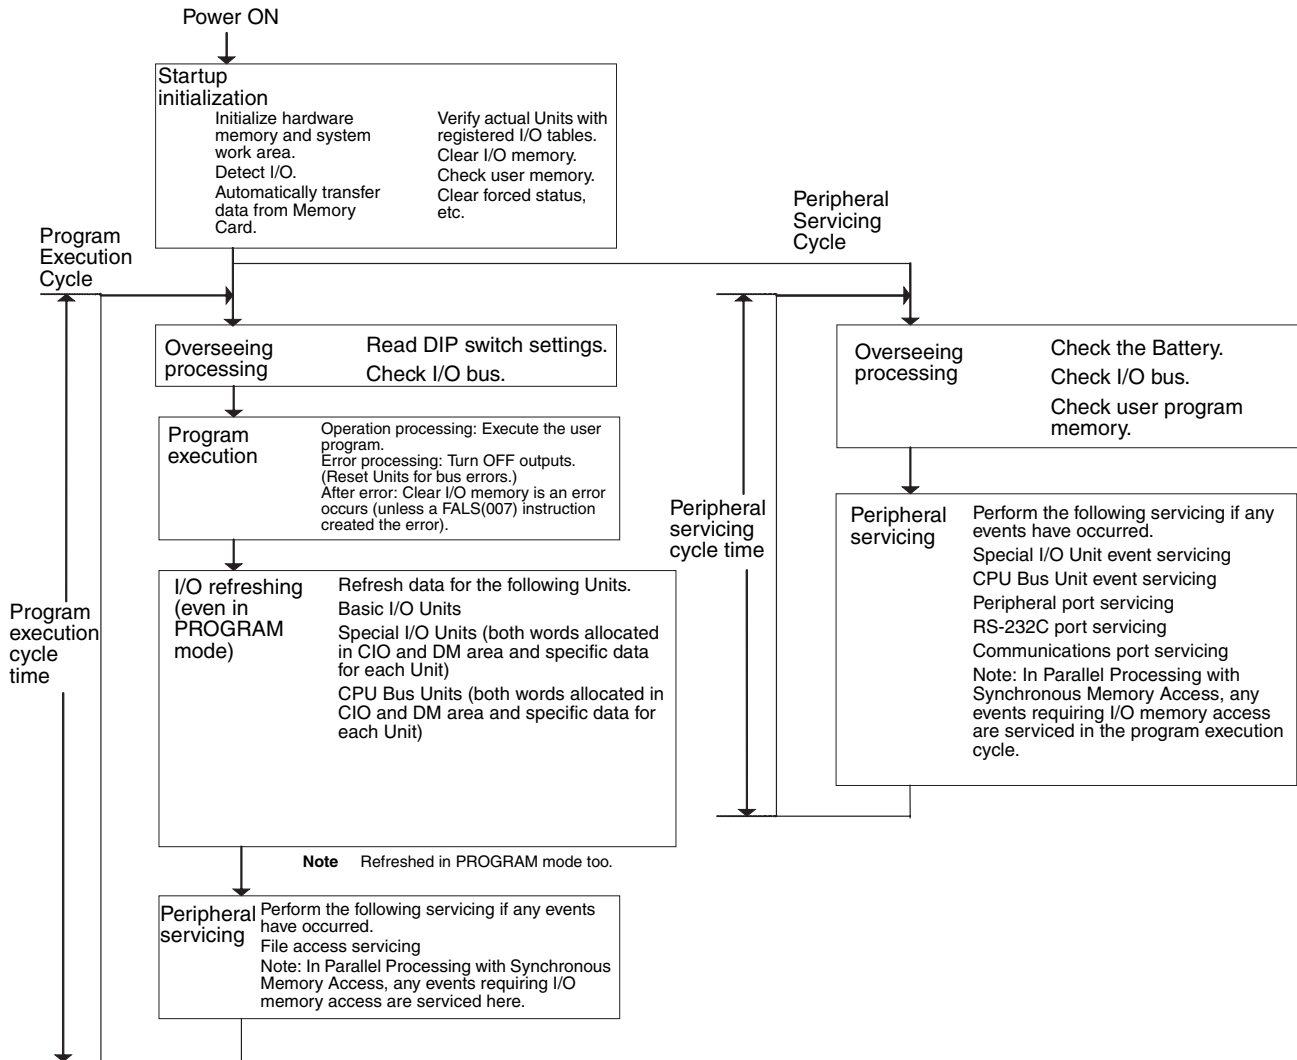 Power ON
Startup
initialization
Initialize hardware
memory and system
work area.
Detect I/O.
Automatically transfer
data from Memory
Card.
Verify actual Units with
registered I/O tables.
Clear I/O memory.
Check user memory.
Clear forced status,
etc.
Program
Execution
Cycle
Peripheral
Servicing
Cycle
Overseeing
processing
Read DIP switch settings.
Check I/O bus.
Program
execution
Operation processing: Execute the user
program.
Error processing: Turn OFF outputs.
(Reset Units for bus errors.)
After error: Clear I/O memory is an error
occurs (unless a FALS(007) instruction
created the error).
Program
execution
cycle
time
I/O refreshing
(even in
PROGRAM
mode)
Refresh data for the following Units.
Basic I/O Units
Special I/O Units (both words allocated
in CIO and DM area and specific data
for each Unit)
CPU Bus Units (both words allocated in
CIO and DM area and specific data for
each Unit)
Note Refreshed in PROGRAM mode too.
Peripheral
servicing
Perform the following servicing if any events
have occurred.
File access servicing
Note: In Parallel Processing with Synchronous
Memory Access, any events requiring I/O
memory access are serviced here.
Overseeing
processing
Check the Battery.
Check I/O bus.
Check user program
memory.
Peripheral
servicing
cycle time
Peripheral
servicing
Perform the following servicing if any
events have occurred.
Special I/O Unit event servicing
CPU Bus Unit event servicing
Peripheral port servicing
RS-232C port servicing
Communications port servicing
Note: In Parallel Processing with
Synchronous Memory Access, any
events requiring I/O memory access
are serviced in the program execution
cycle.